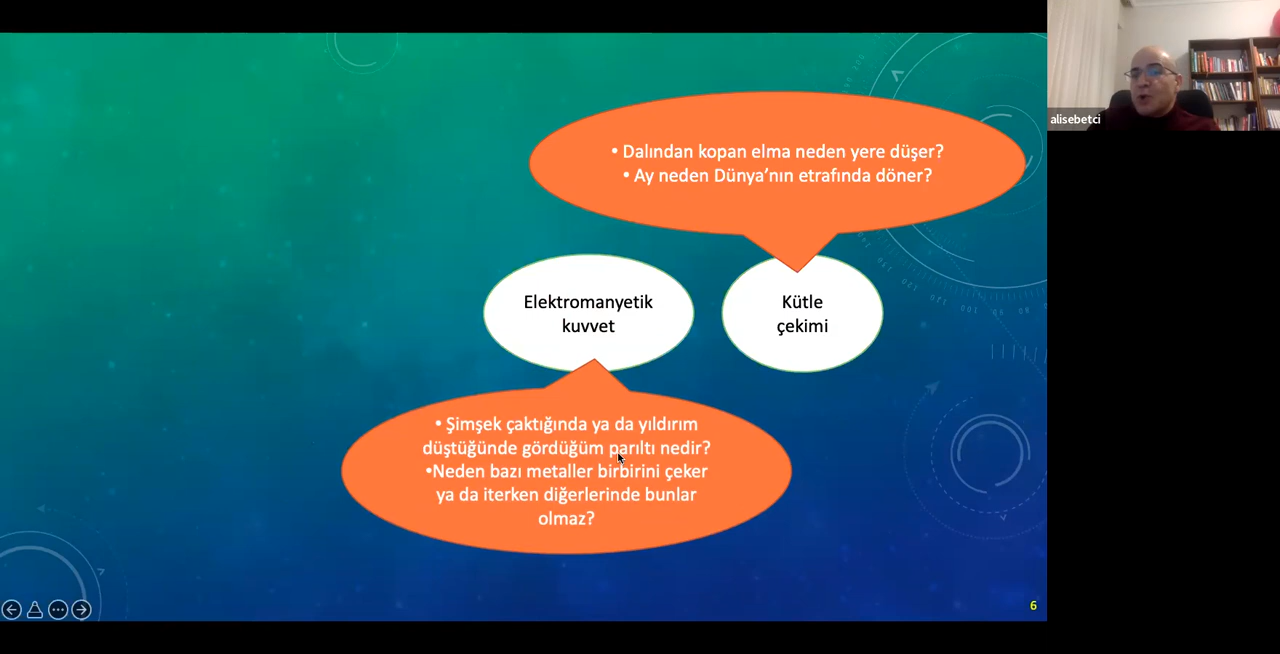 • Dalından kopan elma neden yere düşer?
• Ay neden Dünya’nın etrafında döner?
Elektromanyetik
kuvvet
Kütle
çekimi
• Şimşek çaktığında ya da yıldırım
düştüğünde gördüğüm parıltı nedir?
•Neden bazı metaller birbirini çeker
ya da iterken diğerlerinde bunlar
olmaz?
6
alisebetci